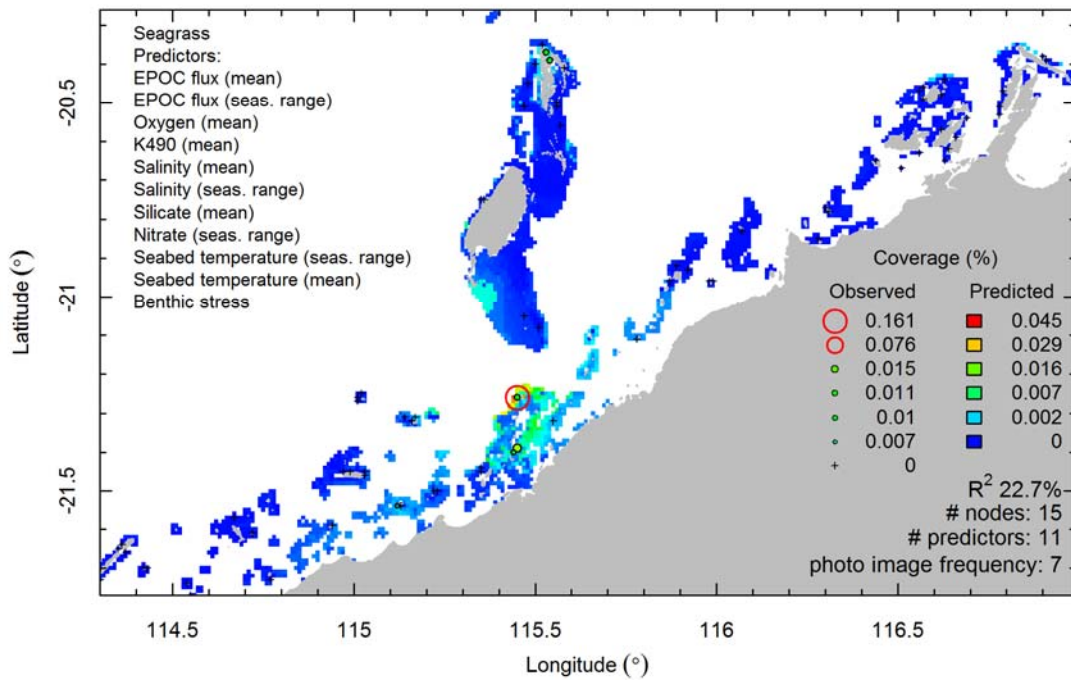 Seagrass
Predictors:
EPOC flux (mean)
EPOC flux (seas. range)
Oxygen (mean)
K490 (mean)
Salinity (mean)
Salinity (seas. range)
Silicate (mean)
Nitrate (seas. range)
Seabed temperature (seas. range)
Seabed temperature (mean)
Benthic stress
-20.5
-21
-21.5
Latitude (°)
Coverage (%)
Observed Predicted
0.161 0.045
0.076 0.029
0.015 0.016
0.011 0.007
0.01 0.002
0.007 0
0
R² 22.7%
# nodes: 15
# predictors: 11
photo image frequency: 7
114.5 115 115.5 116 116.5
Longitude (°)